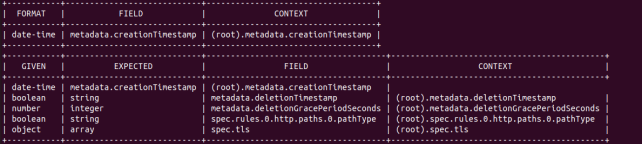 FORMAT | FIELD | CONTEXT |
| date-time | metadata.creationTimestamp | (root).metadata.creationTimestamp |
| GIVEN | EXPECTED | FIELD | CONTEXT |
| date-time | metadata.creationTimestamp | (root).metadata.creationTimestamp |
| boolean | string | metadata.deletionTimestamp | (root).metadata.deletionTimestamp |
| number | integer | metadata.deletionGracePeriodSeconds | (root).metadata.deletionGracePeriodSeconds |
| boolean | string | spec.rules.0.http.paths.0.pathType | (root).spec.rules.0.http.paths.0.pathType |
| object | array | spec.tls | (root).spec.tls |